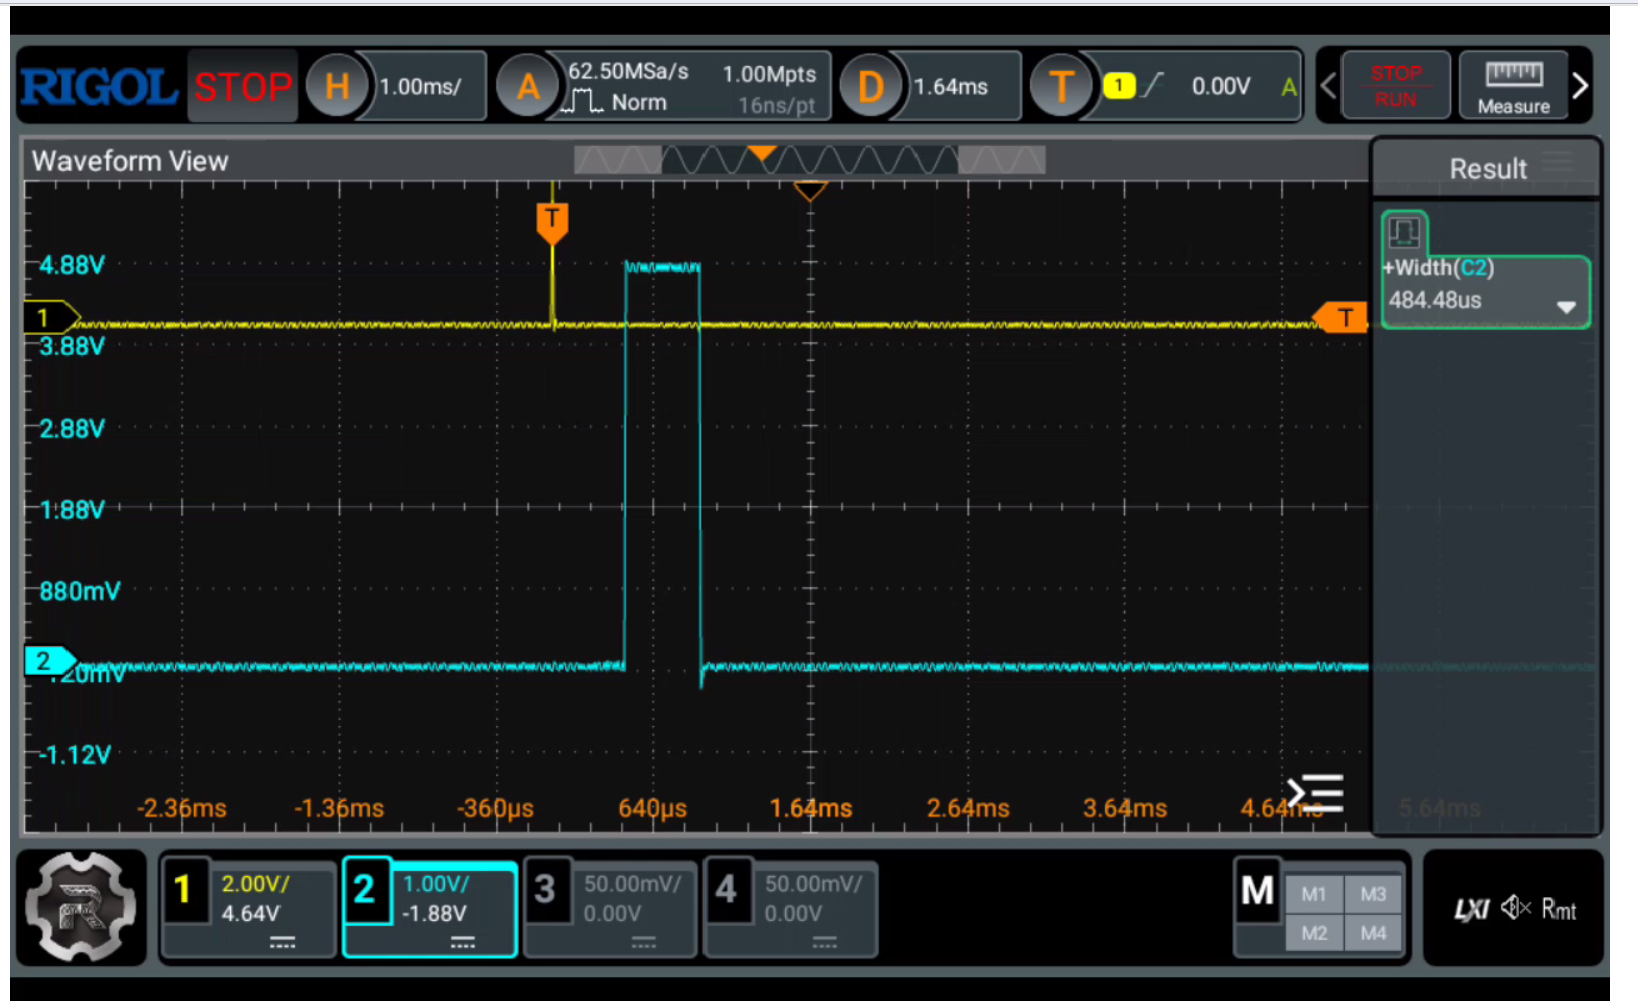 RIGOL STOP H 1.00ms/ A 62.50MSa/s 1.00Mpts D 1.64ms T 1 0.00V A STOP
Norm 16ns/pt RUN Measure
Waveform View
Result
T
4.88V
+Width(C2)
484.48us
1
T
3.88V
2.88V
1.88V
880mV
2
20mV
-1.12V
-2.36ms -1.36ms -360µs 640µs 1.64ms 2.64ms 3.64ms 4.64ms 5.64ms
1 2.00V/ 2 1.00V/ 3 50.00mV/ 4 50.00mV/ M M1 M3
4.64V -1.88V 0.00V 0.00V M2 M4
R
LXI Rmt